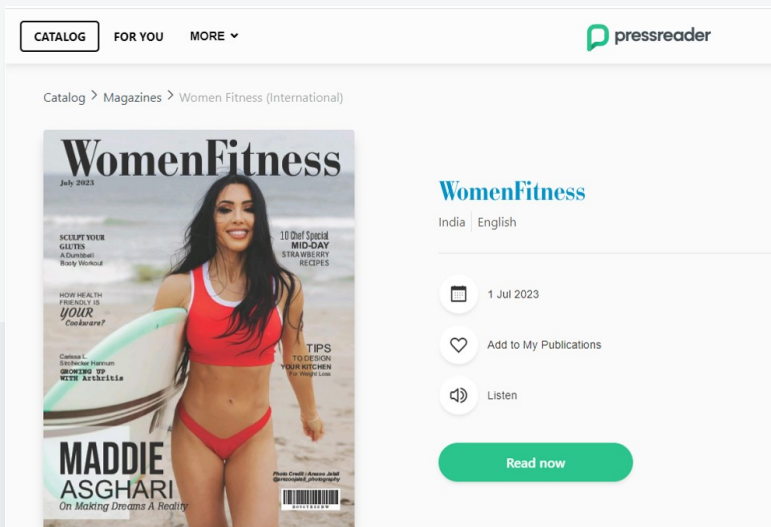 CATALOG FOR YOU MORE
pressreader
Catalog > Magazines > Women Fitness (International)
WomenFitness
July 2023
SCULPT YOUR
GLUTES
A Dumbbell
Booty Workout
10 Chef Special
MID-DAY
STRAWBERRY
RECIPES
HOW HEALTH
FRIENDLY IS
YOUR
Cookware?
TIPS
TO DESIGN
YOUR KITCHEN
For Weight Loss
Carissa L.
Strohecker Hannum
GROWING UP
WITH Arthritis
MADDIE
ASGHARI
On Making Dreams A Reality
Photo Credit : Arezoo Jalali
@arezoojalali_photography
WomenFitness
India English
1 Jul 2023
Add to My Publications
Listen
Read now